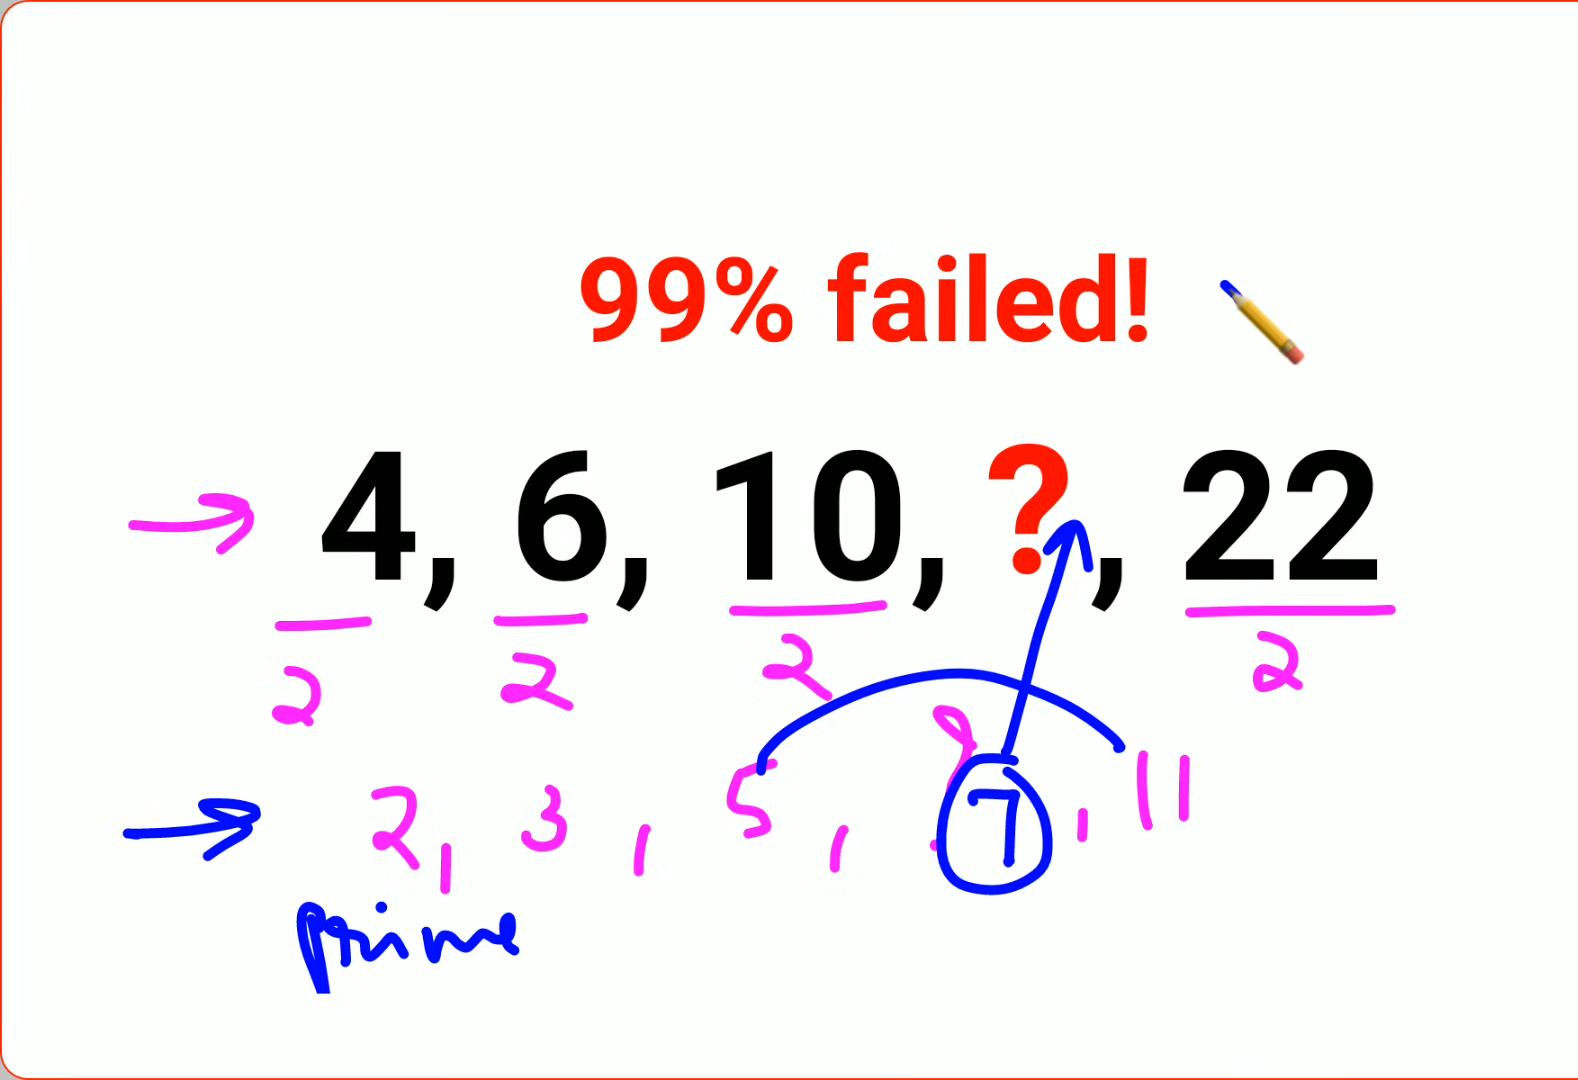 99% failed!
4, 6, 10, ?, 22
2 2 2 2
2, 3, 5, 7, 11
prime